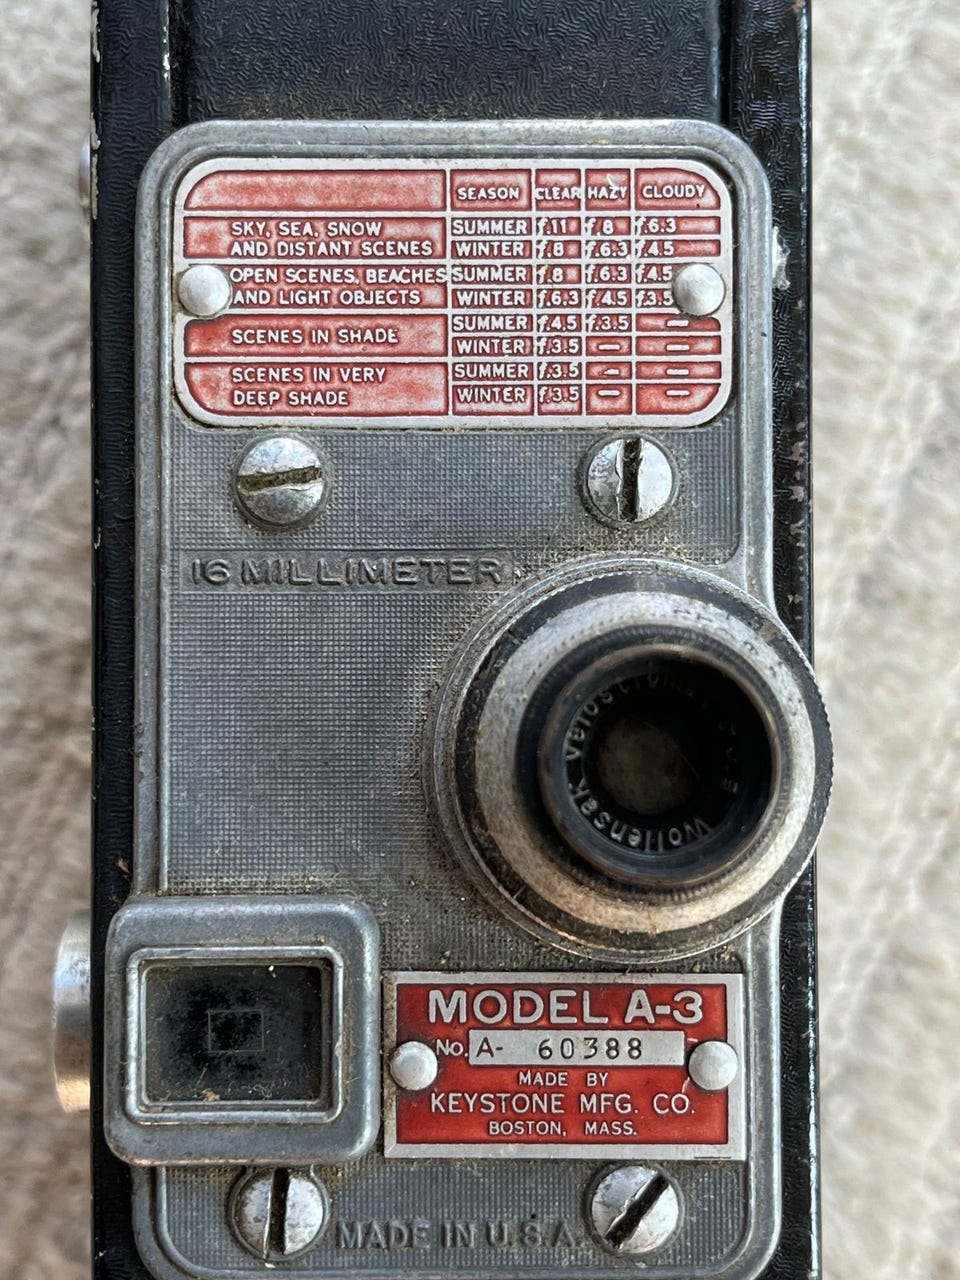 SEASON CLEAR HAZY CLOUDY
SKY, SEA, SNOW AND DISTANT SCENES SUMMER f.11 f.8 f.6.3
WINTER f.8 f.6.3 f.4.5
OPEN SCENES, BEACHES AND LIGHT OBJECTS SUMMER f.8 f.6.3 f.4.5
WINTER f.6.3 f.4.5 f.3.5
SCENES IN SHADE SUMMER f.4.5 f.3.5 —
WINTER f.3.5 — —
SCENES IN VERY DEEP SHADE SUMMER f.3.5 — —
WINTER f.3.5 — —
16 MILLIMETER
Wollensak Velostigmat
MODEL A-3
No. A- 60388
MADE BY
KEYSTONE MFG. CO.
BOSTON, MASS.
MADE IN U.S.A.